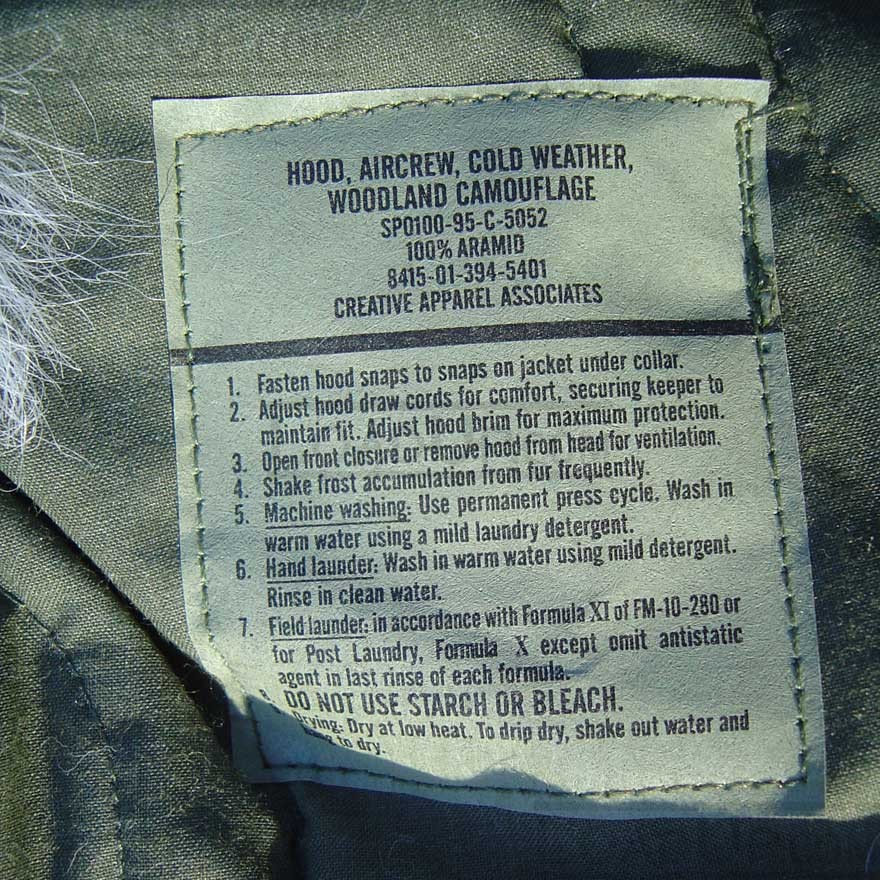 HOOD, AIRCREW, COLD WEATHER,
WOODLAND CAMOUFLAGE
SP0100-95-C-5052
100% ARAMID
8415-01-394-5401
CREATIVE APPAREL ASSOCIATES
1. Fasten hood snaps to snaps on jacket under collar.
2. Adjust hood draw cords for comfort, securing keeper to
maintain fit. Adjust hood brim for maximum protection.
3. Open front closure or remove hood from head for ventilation.
4. Shake frost accumulation from fur frequently.
5. Machine washing: Use permanent press cycle. Wash in
warm water using a mild laundry detergent.
6. Hand launder: Wash in warm water using mild detergent.
Rinse in clean water.
7. Field launder: in accordance with Formula XI of FM-10-280 or
for Post Laundry, Formula X except omit antistatic
agent in last rinse of each formula.
8. DO NOT USE STARCH OR BLEACH.
Drying: Dry at low heat. To drip dry, shake out water and
to dry.